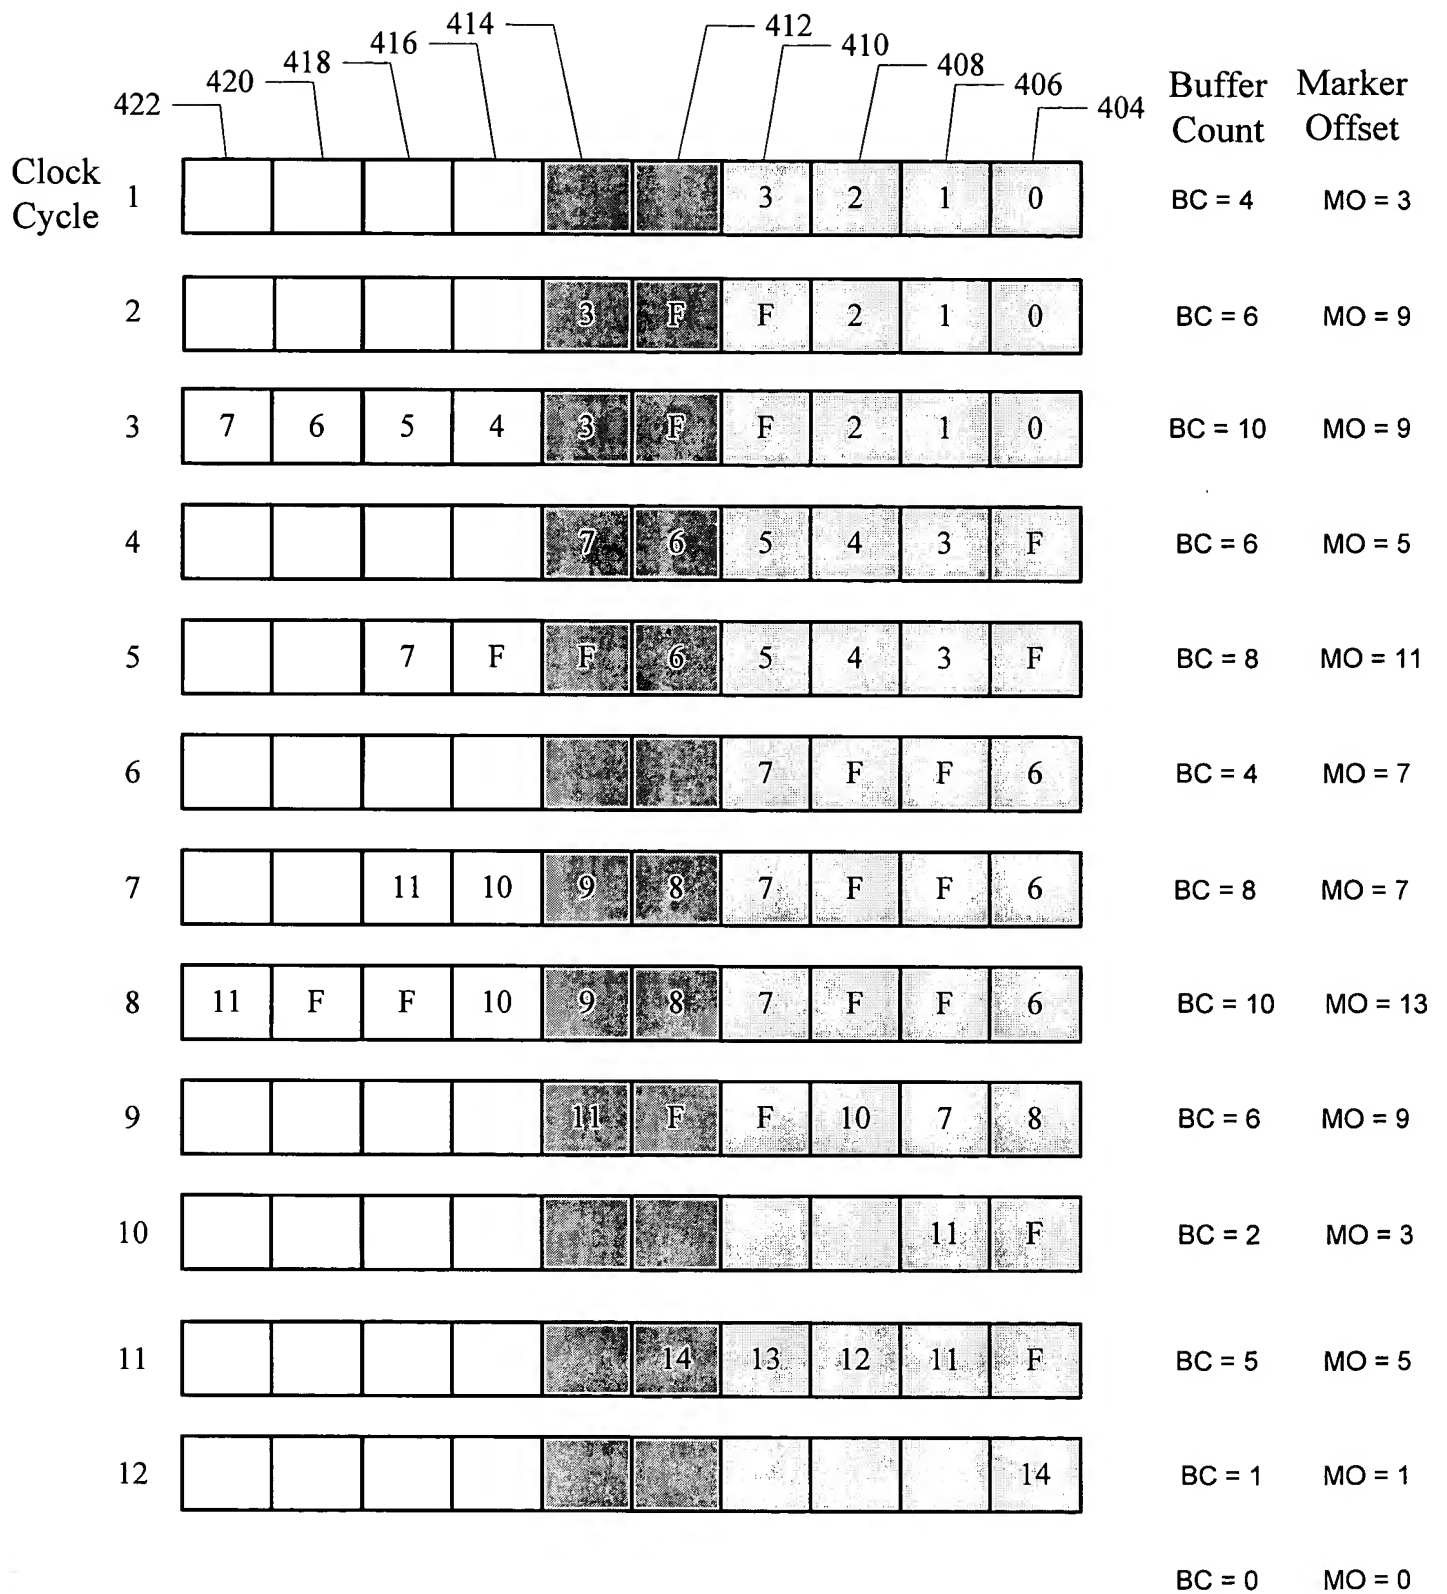 414 412
416 410
418 408
420 406
422 404
Buffer Count Marker Offset
Clock Cycle
1 3 2 1 0 BC = 4 MO = 3
2 3 F F 2 1 0 BC = 6 MO = 9
3 7 6 5 4 3 F F 2 1 0 BC = 10 MO = 9
4 7 6 5 4 3 F BC = 6 MO = 5
5 7 F F 6 5 4 3 F BC = 8 MO = 11
6 7 F F 6 BC = 4 MO = 7
7 11 10 9 8 7 F F 6 BC = 8 MO = 7
8 11 F F 10 9 8 7 F F 6 BC = 10 MO = 13
9 11 F F 10 7 8 BC = 6 MO = 9
10 11 F BC = 2 MO = 3
11 14 13 12 11 F BC = 5 MO = 5
12 14 BC = 1 MO = 1
BC = 0 MO = 0